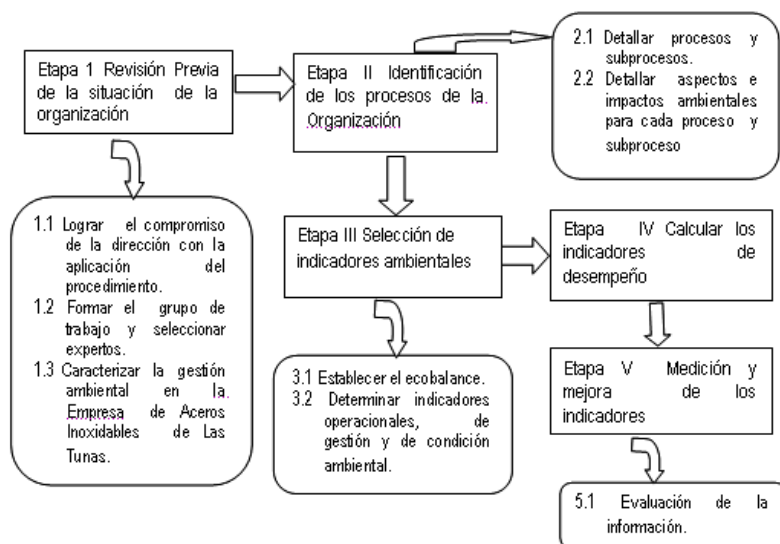 Etapa 1 Revisión Previa
de la situación de la
organización
Etapa II Identificación
de los procesos de la
Organización
2.1 Detallar procesos y
subprocesos.
2.2 Detallar aspectos e
impactos ambientales
para cada proceso y
subproceso
1.1 Lograr el compromiso
de la dirección con la
aplicación del
procedimiento.
1.2 Formar el grupo de
trabajo y seleccionar
expertos.
1.3 Caracterizar la gestión
ambiental en la
Empresa de Aceros
Inoxidables de Las
Tunas.
Etapa III Selección de
indicadores ambientales
Etapa IV Calcular los
indicadores de
desempeño
3.1 Establecer el ecobalance.
3.2 Determinar indicadores
operacionales, de
gestión y de condición
ambiental.
Etapa V Medición y
mejora de los
indicadores
5.1 Evaluación de la
información.